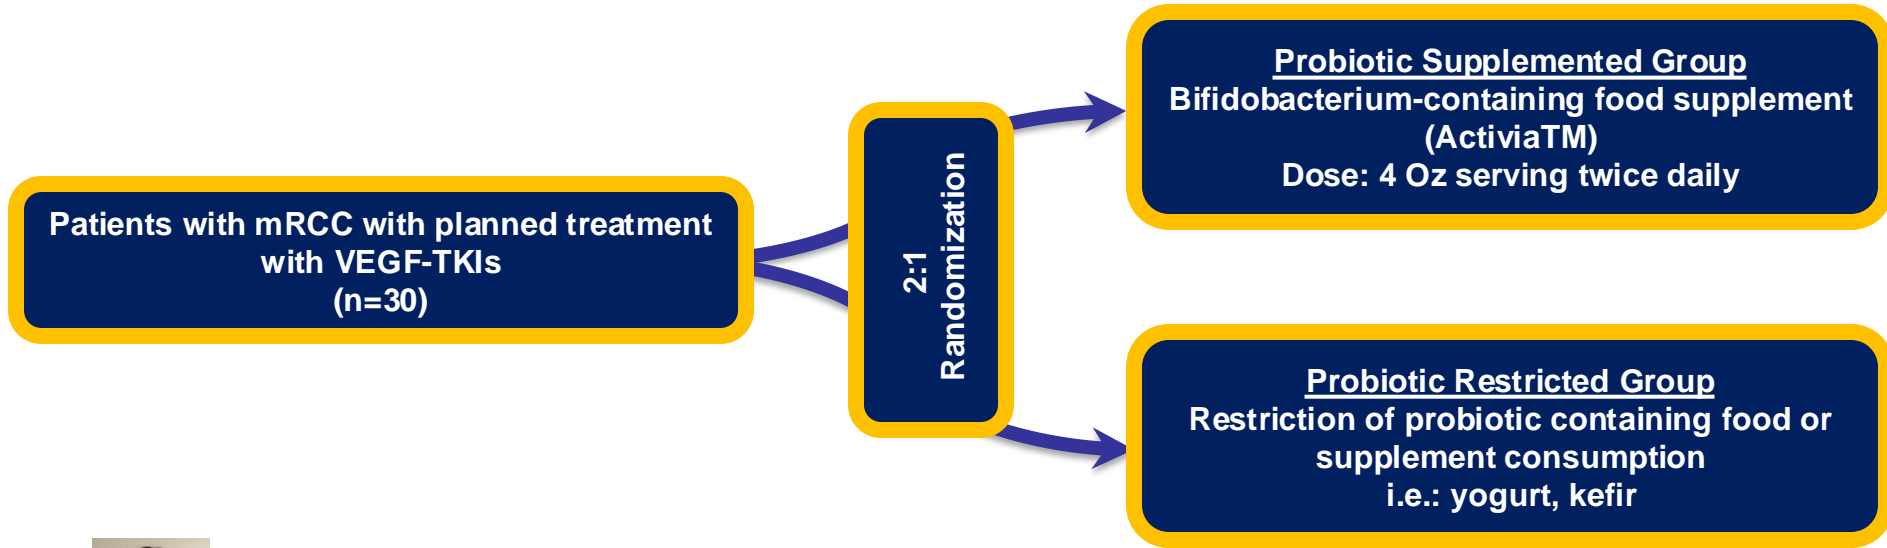 Patients with mRCC with planned treatment
with VEGF-TKIs
(n=30)
2:1
Randomization
Probiotic Supplemented Group
Bifidobacterium-containing food supplement
(ActiviaTM)
Dose: 4 Oz serving twice daily
Probiotic Restricted Group
Restriction of probiotic containing food or
supplement consumption
i.e.: yogurt, kefir